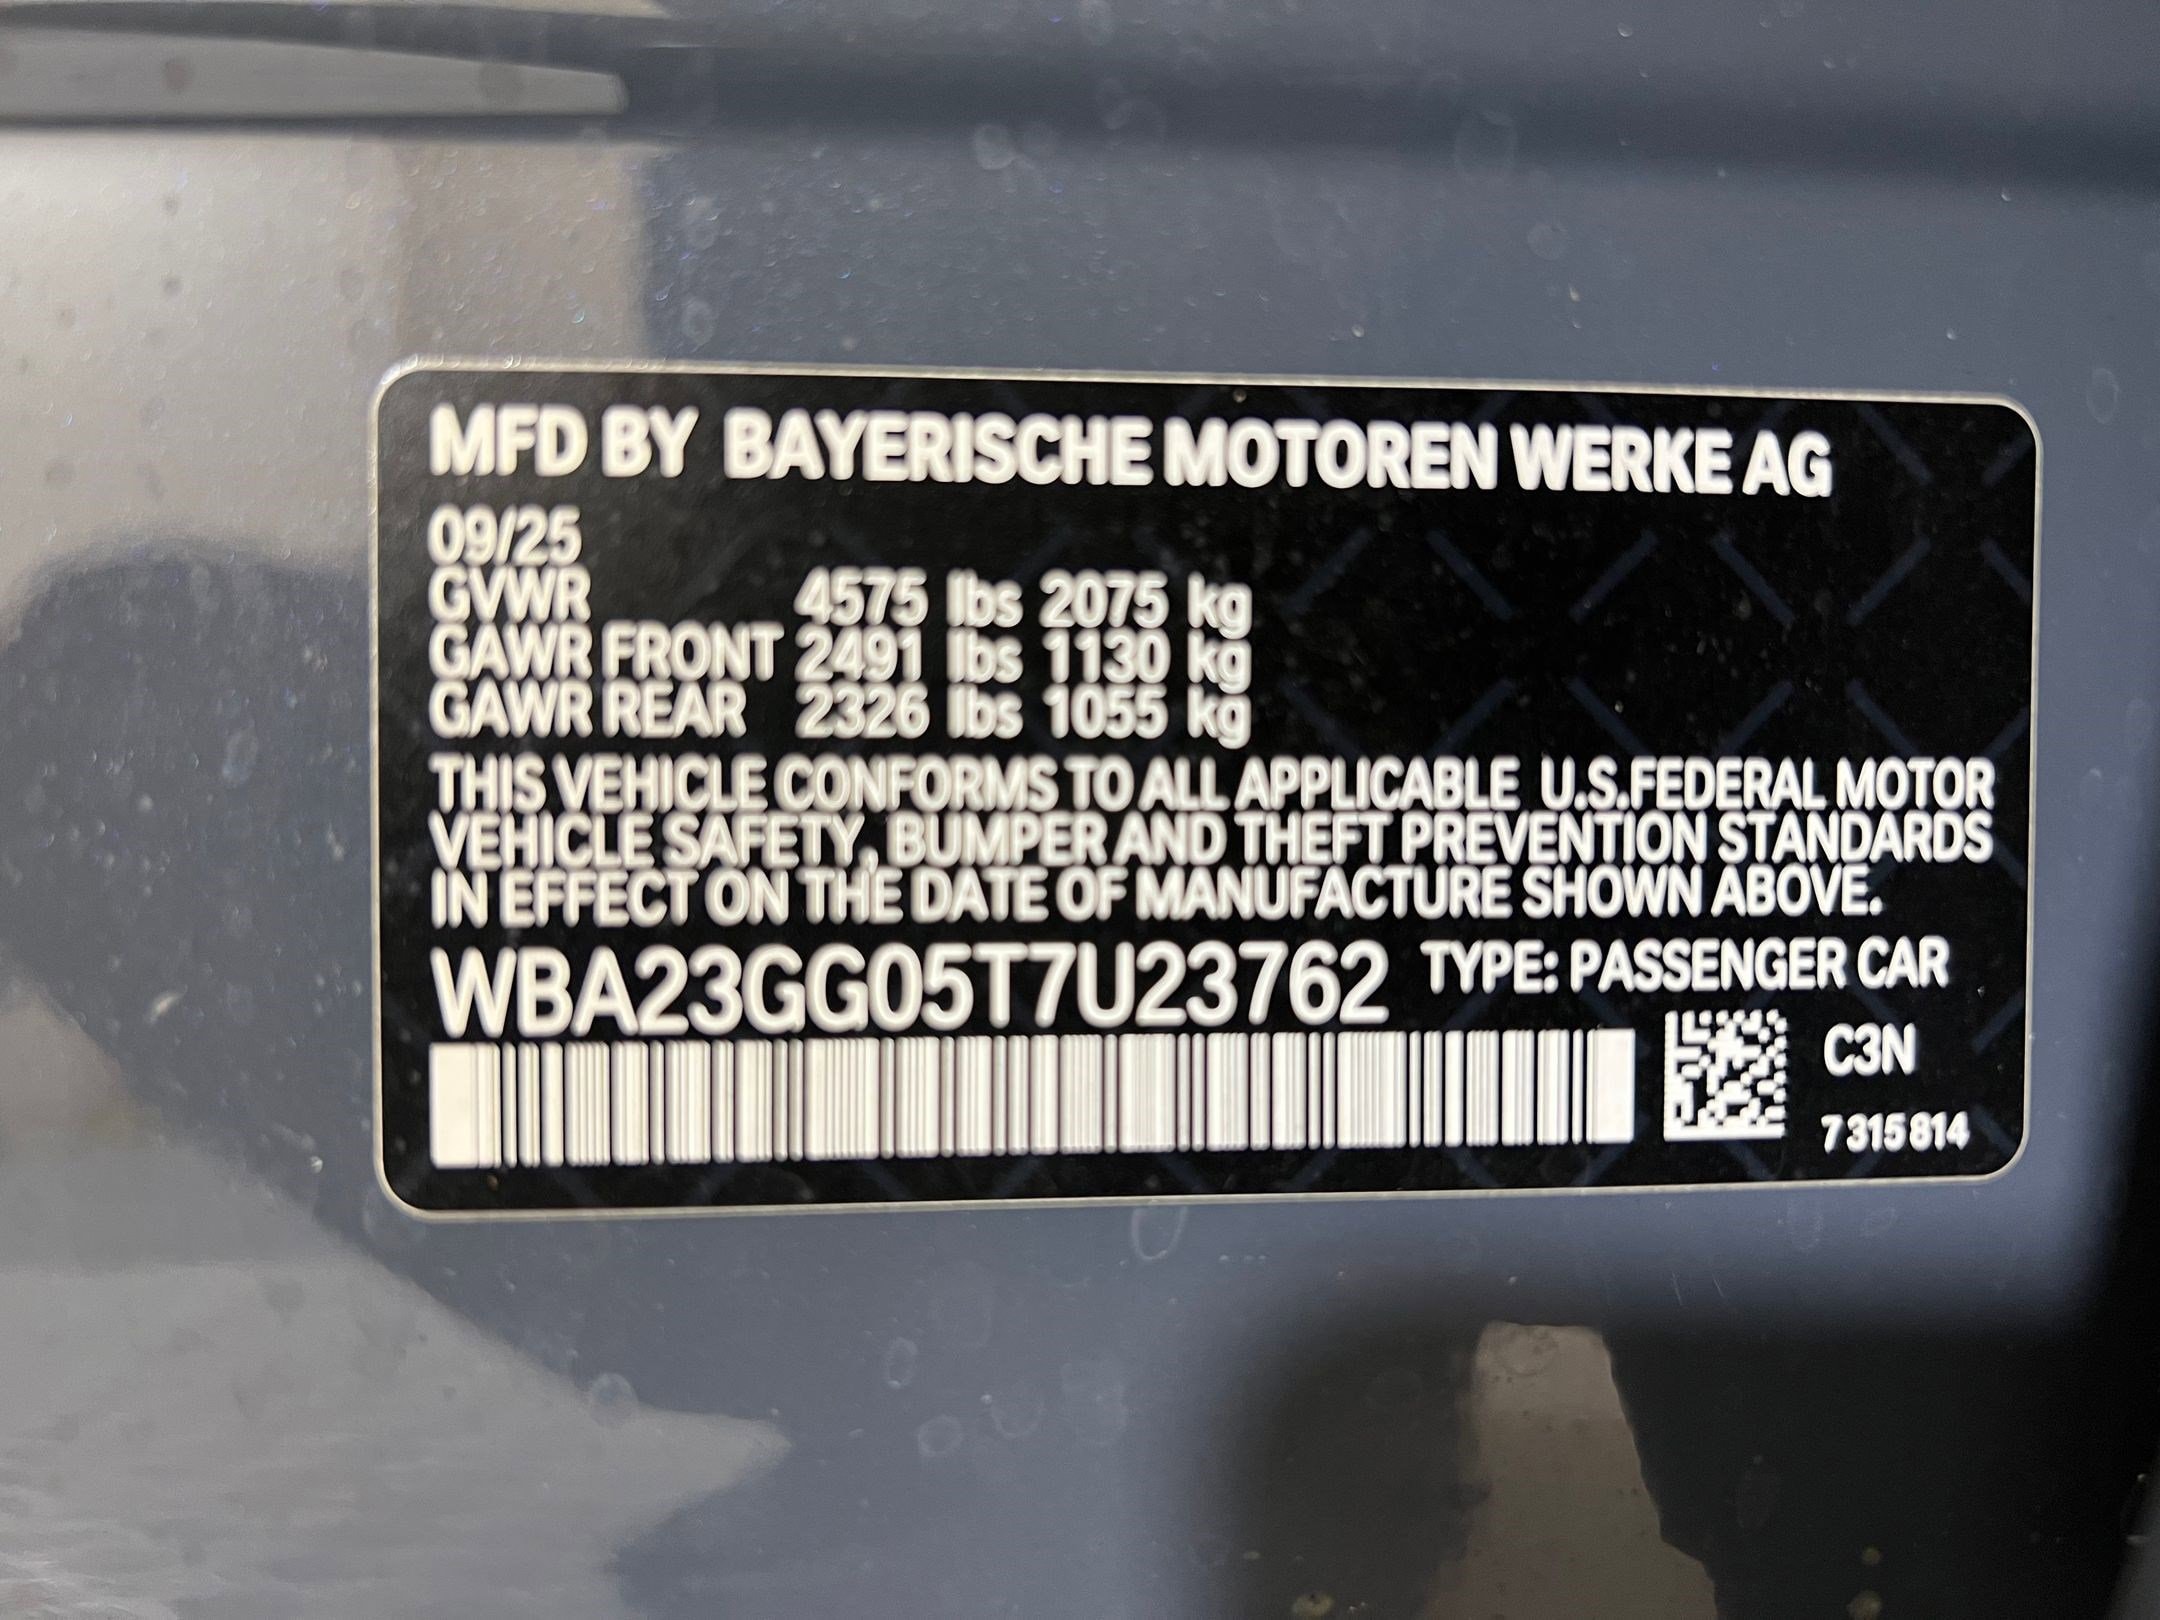 MFD BY BAYERISCHE MOTOREN WERKE AG
09/25
GVWR 4575 lbs 2075 kg
GAWR FRONT 2491 lbs 1130 kg
GAWR REAR 2326 lbs 1055 kg
THIS VEHICLE CONFORMS TO ALL APPLICABLE U.S.FEDERAL MOTOR
VEHICLE SAFETY, BUMPER AND THEFT PREVENTION STANDARDS
IN EFFECT ON THE DATE OF MANUFACTURE SHOWN ABOVE.
WBA23GG05T7U23762 TYPE: PASSENGER CAR
C3N
7 315 814